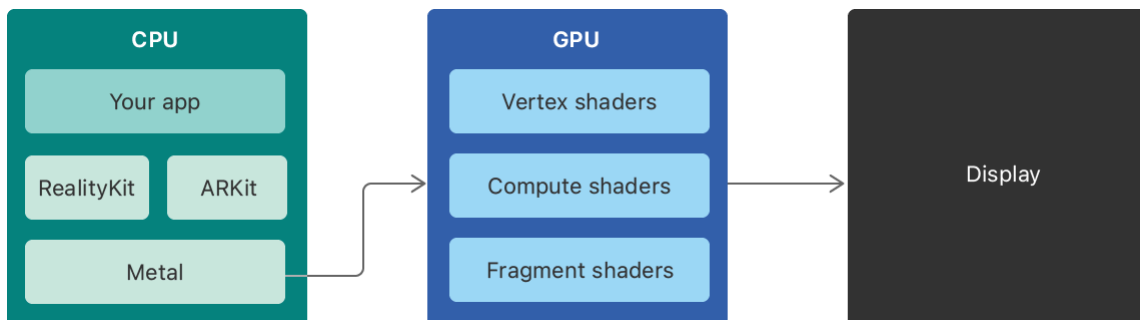 CPU
Your app
RealityKit
ARKit
Metal
GPU
Vertex shaders
Compute shaders
Fragment shaders
Display